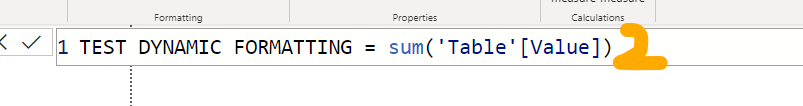 Formatting
Properties
Calculations
1 TEST DYNAMIC FORMATTING = sum('Table'[Value])
2